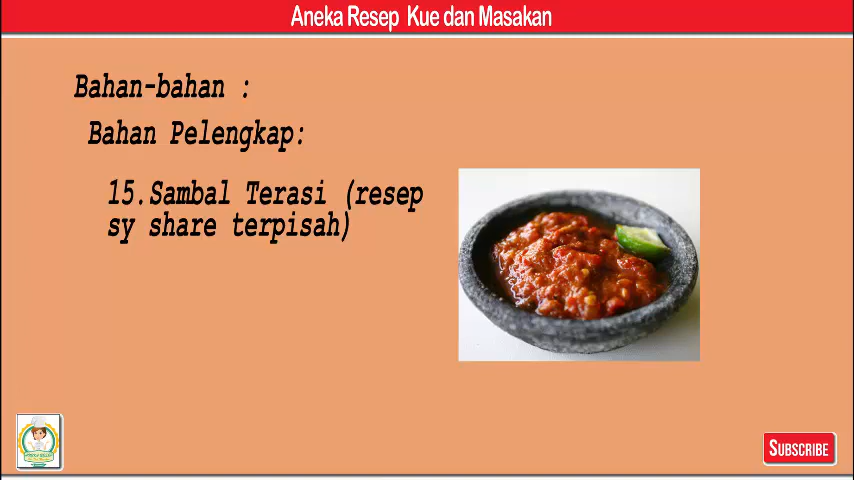 Aneka Resep Kue dan Masakan
Bahan-bahan :
Bahan Pelengkap:
15.Sambal Terasi (resep
sy share terpisah)
SUBSCRIBE